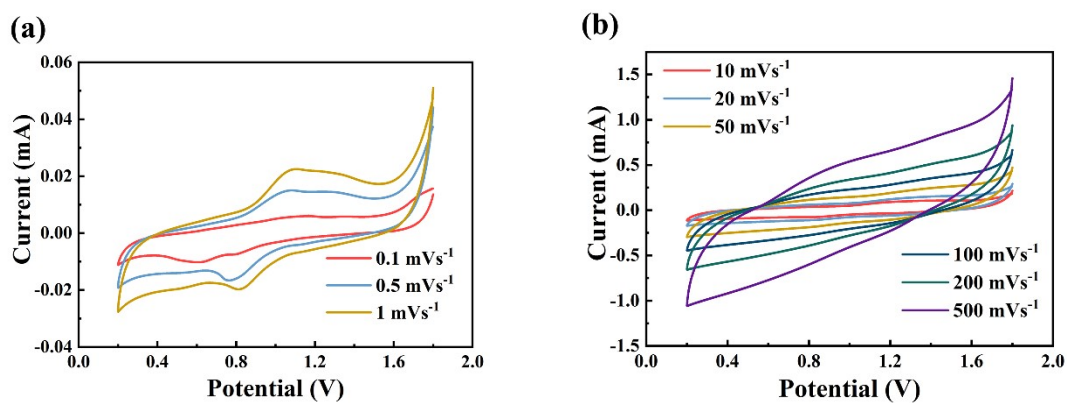 (a)
0.06
0.04
0.02
0.00
-0.02
-0.04
Current (mA)
0.1 mVs⁻¹
0.5 mVs⁻¹
1 mVs⁻¹
0.0 0.4 0.8 1.2 1.6 2.0
Potential (V)
(b)
1.5
1.0
0.5
0.0
-0.5
-1.0
-1.5
Current (mA)
10 mVs⁻¹
20 mVs⁻¹
50 mVs⁻¹
100 mVs⁻¹
200 mVs⁻¹
500 mVs⁻¹
0.0 0.4 0.8 1.2 1.6 2.0
Potential (V)